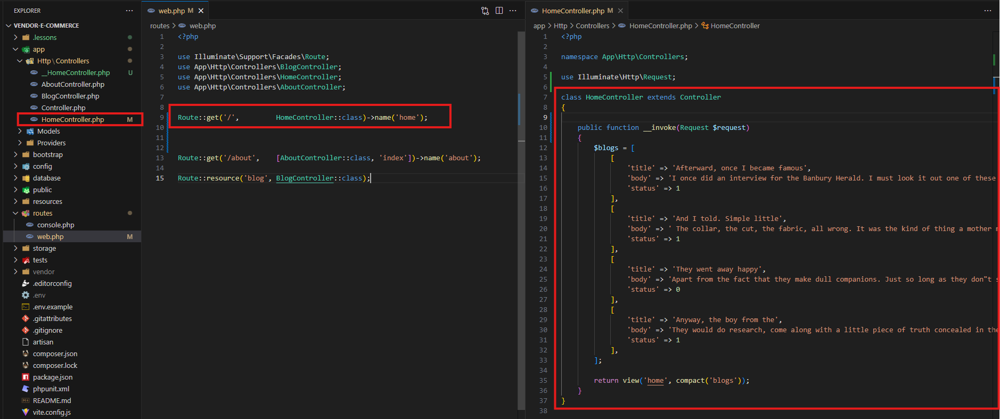 EXPLORER
VENDOR-E-COMMERCE
.lessons
app
Http\Controllers
__HomeController.php U
AboutController.php
BlogController.php
Controller.php
HomeController.php M
Models
Providers
bootstrap
config
database
public
resources
routes
console.php
web.php M
storage
tests
vendor
.editorconfig
.env
.env.example
.gitattributes
.gitignore
artisan
composer.json
composer.lock
package.json
phpunit.xml
README.md
vite.config.js
web.php M
routes > web.php
1 <?php
2
3 use Illuminate\Support\Facades\Route;
4 use App\Http\Controllers\BlogController;
5 use App\Http\Controllers\HomeController;
6 use App\Http\Controllers\AboutController;
7
8
9 Route::get('/',         HomeController::class)->name('home');
10
11
12
13 Route::get('/about',    [AboutController::class, 'index'])->name('about');
14
15 Route::resource('blog', BlogController::class);
HomeController.php M
app > Http > Controllers > HomeController.php > HomeController
1 <?php
2
3 namespace App\Http\Controllers;
4
5 use Illuminate\Http\Request;
6
7 class HomeController extends Controller
8 {
9
10     public function __invoke(Request $request)
11     {
12         $blogs = [
13             [
14                 'title' => 'Afterward, once I became famous',
15                 'body' => 'I once did an interview for the Banbury Herald. I must look it out one of these
16                 'status' => 1
17             ],
18             [
19                 'title' => 'And I told. Simple little',
20                 'body' => ' The collar, the cut, the fabric, all wrong. It was the kind of thing a mother
21                 'status' => 1
22             ],
23             [
24                 'title' => 'They went away happy',
25                 'body' => 'Apart from the fact that they make dull companions. Just so long as they don"t
26                 'status' => 0
27             ],
28             [
29                 'title' => 'Anyway, the boy from the',
30                 'body' => 'They would do research, come along with a little piece of truth concealed in the
31                 'status' => 1
32             ],
33         ];
34
35         return view('home', compact('blogs'));
36     }
37 }
38